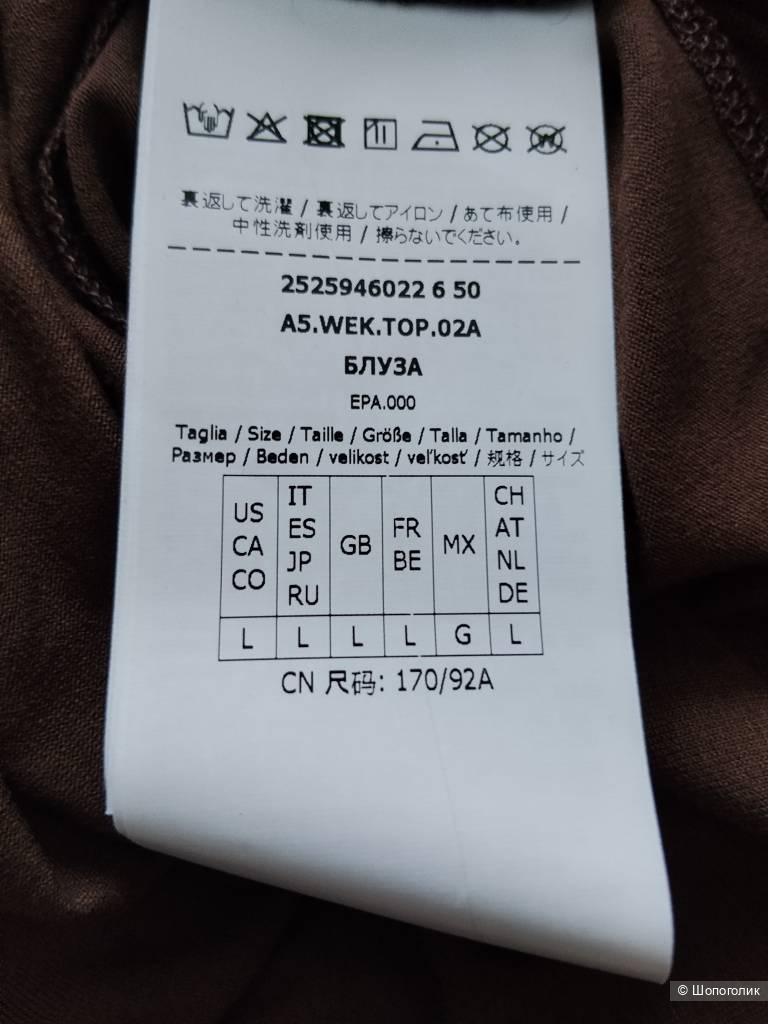 裏返して洗濯 / 裏返してアイロン / あて布使用 /
中性洗剤使用 / 擦らないでください。
2525946022 6 50
A5.WEK.TOP.02A
БЛУЗА
EPA.000
Taglia / Size / Taille / Größe / Talla / Tamanho /
Размер / Beden / velikost / veľkosť / 规格 / サイズ
US CA CO
IT ES JP RU
GB
FR BE
MX
CH AT NL DE
L L L L G L
CN 尺码: 170/92A
© Шопоголик